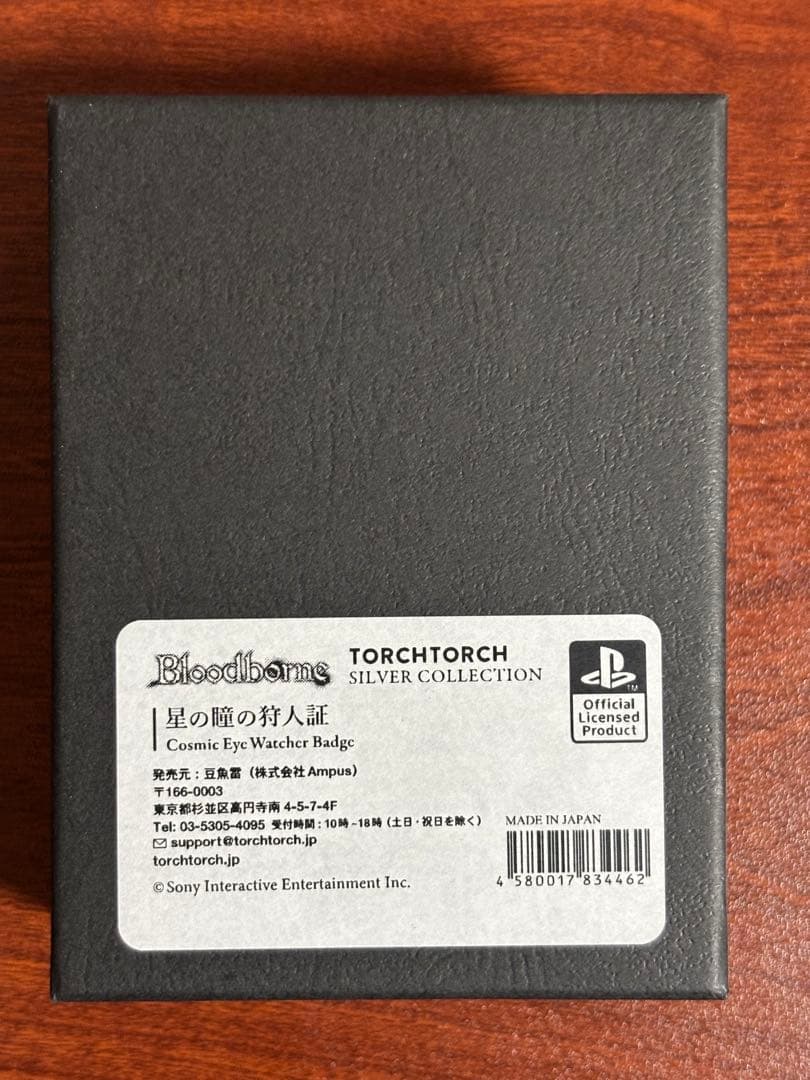 Bloodborne
TORCHTORCH
SILVER COLLECTION
星の瞳の狩人証
Cosmic Eye Watcher Badge
発売元：豆魚雷（株式会社Ampus）
〒166-0003
東京都杉並区高円寺南 4-5-7-4F
Tel: 03-5305-4095 受付時間：10時~18時（土日・祝日を除く）
support@torchtorch.jp
torchtorch.jp
© Sony Interactive Entertainment Inc.
TM
Official
Licensed
Product
MADE IN JAPAN
4 580017 834462